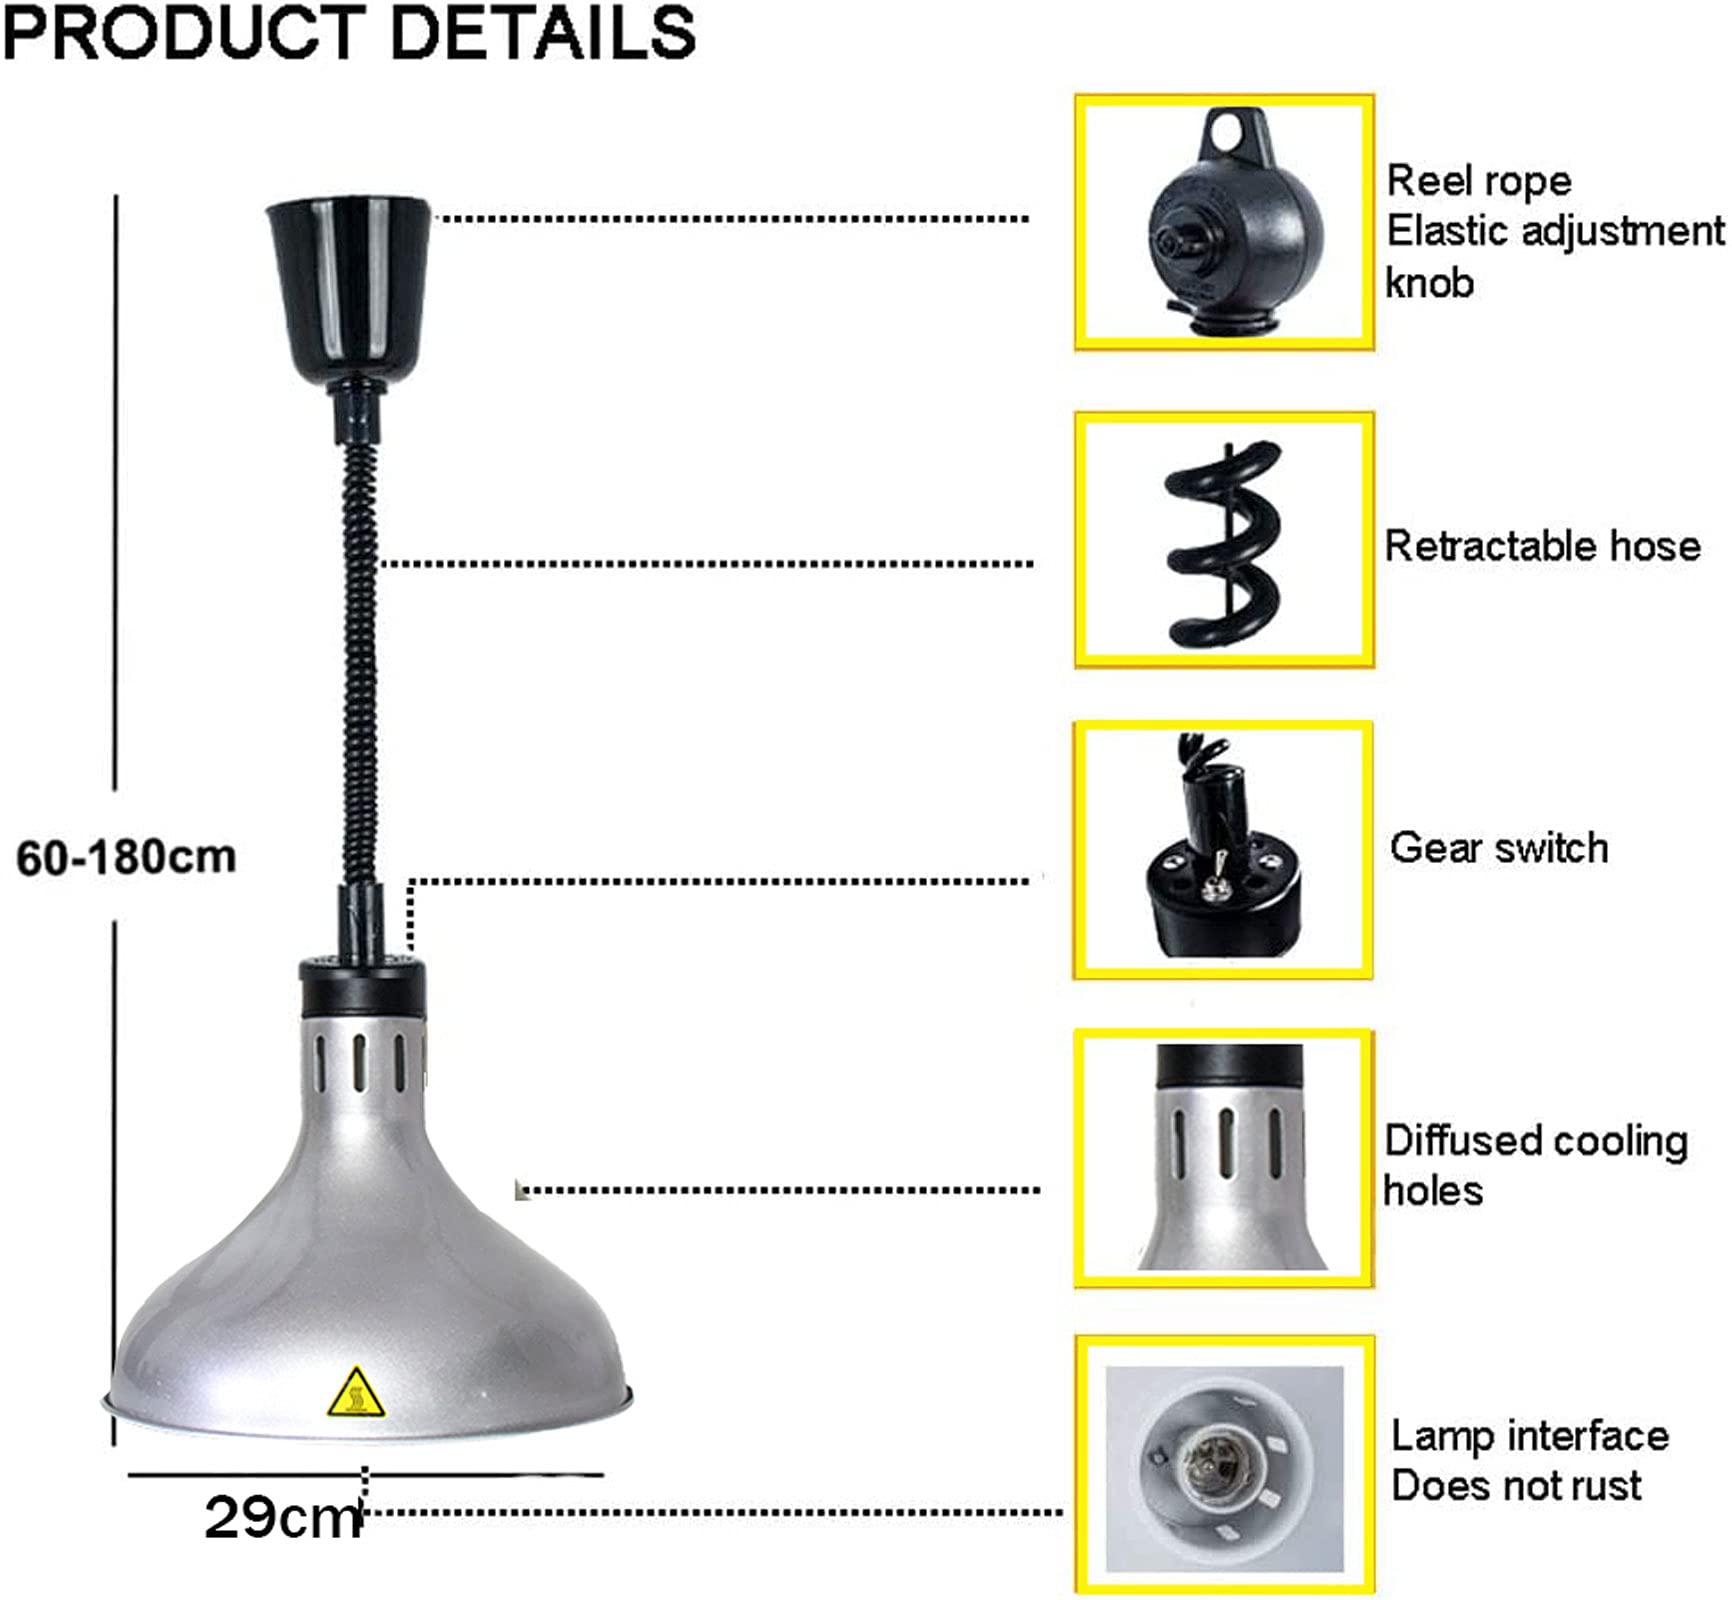 PRODUCT DETAILS
Reel rope
Elastic adjustment
knob
Retractable hose
60-180cm
Gear switch
Diffused cooling
holes
Lamp interface
Does not rust
29cm